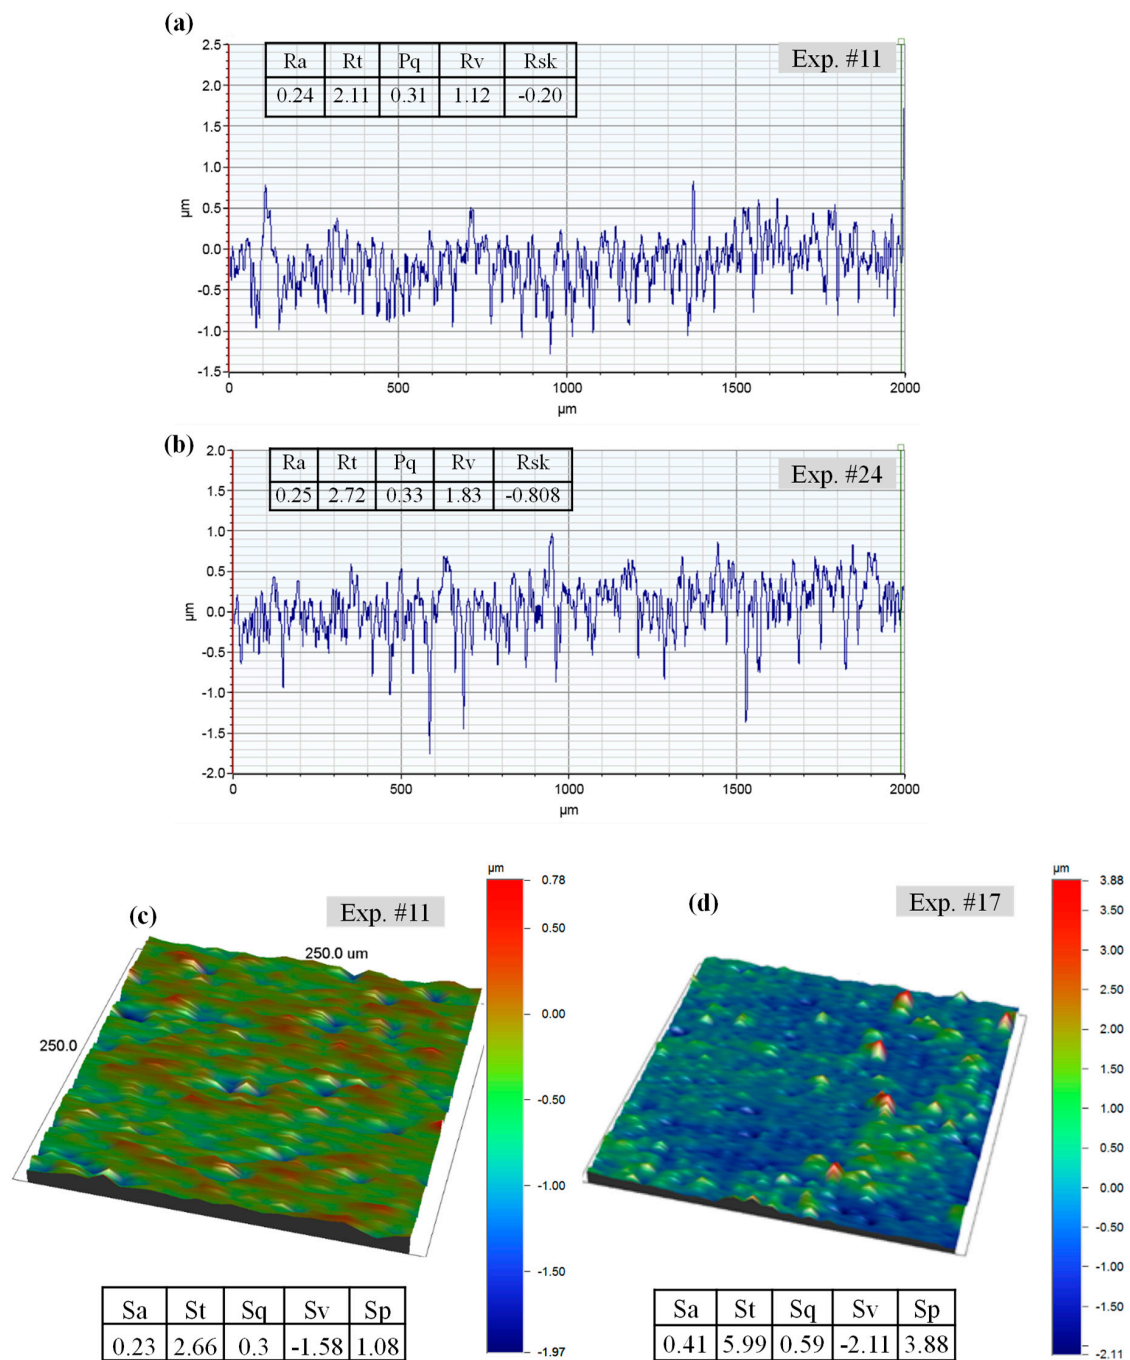 (a)
Exp. #11
Ra Rt Pq Rv Rsk
0.24 2.11 0.31 1.12 -0.20
2.5
2.0
1.5
1.0
0.5
0.0
-0.5
-1.0
-1.5
µm
0 500 1000 1500 2000
µm
(b)
Exp. #24
Ra Rt Pq Rv Rsk
0.25 2.72 0.33 1.83 -0.808
2.0
1.5
1.0
0.5
0.0
-0.5
-1.0
-1.5
-2.0
µm
0 500 1000 1500 2000
µm
(c)
Exp. #11
250.0 um
250.0
µm
0.78
0.50
0.00
-0.50
-1.00
-1.50
-1.97
Sa St Sq Sv Sp
0.23 2.66 0.3 -1.58 1.08
(d)
Exp. #17
µm
3.88
3.50
3.00
2.50
2.00
1.50
1.00
0.50
0.00
-0.50
-1.00
-1.50
-2.11
Sa St Sq Sv Sp
0.41 5.99 0.59 -2.11 3.88